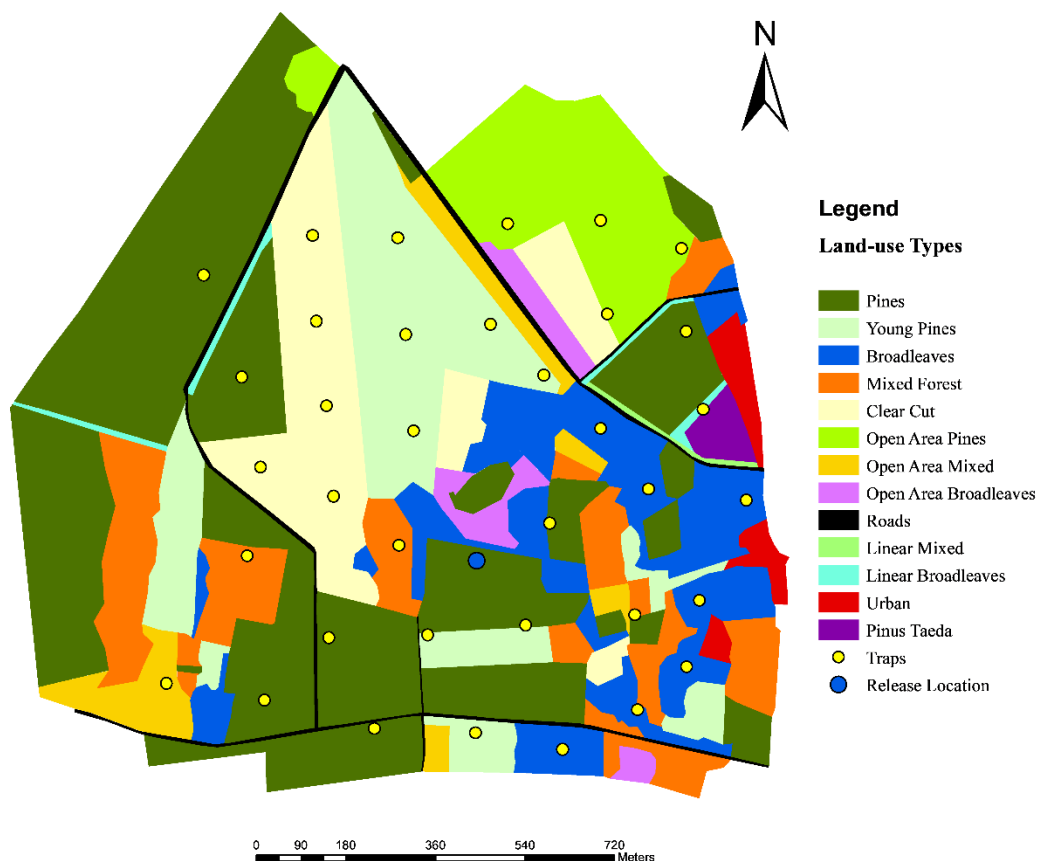 N
Legend
Land-use Types
Pines
Young Pines
Broadleaves
Mixed Forest
Clear Cut
Open Area Pines
Open Area Mixed
Open Area Broadleaves
Roads
Linear Mixed
Linear Broadleaves
Urban
Pinus Taeda
Traps
Release Location
0 90 180 360 540 720
Meters